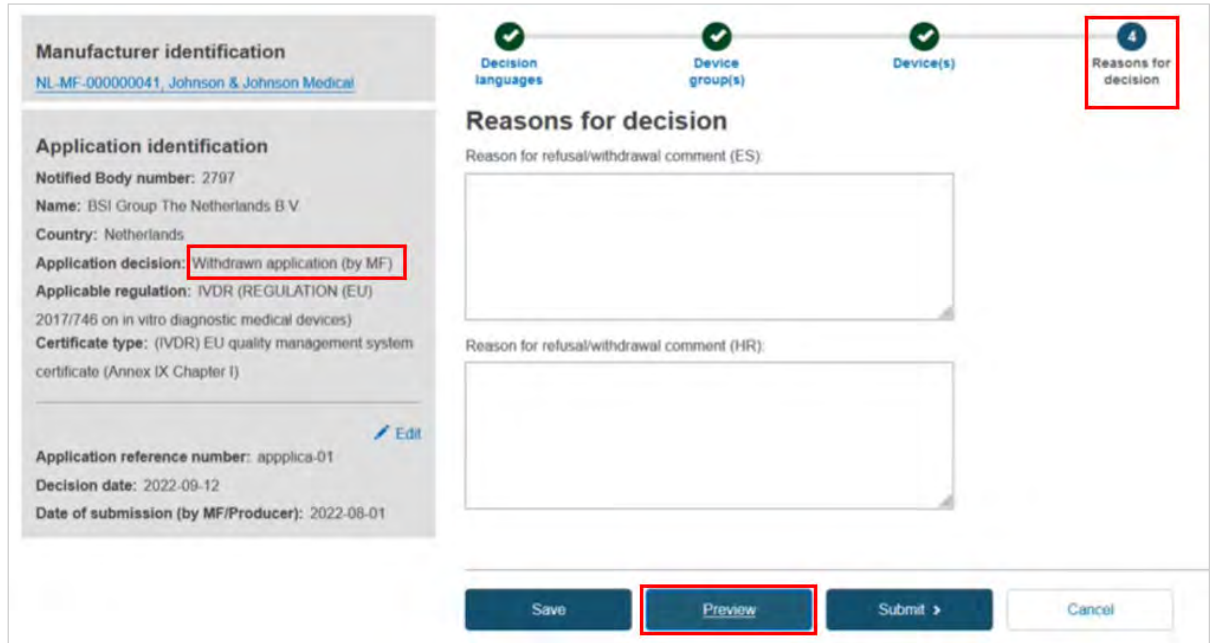 Manufacturer identification
NL-MF-000000041, Johnson & Johnson Medical
Application identification
Notified Body number: 2797
Name: BSI Group The Netherlands B.V.
Country: Netherlands
Application decision: Withdrawn application (by MF)
Applicable regulation: IVDR (REGULATION (EU)
2017/746 on in vitro diagnostic medical devices)
Certificate type: (IVDR) EU quality management system
certificate (Annex IX Chapter I)
Edit
Application reference number: appplica-01
Decision date: 2022-09-12
Date of submission (by MF/Producer): 2022-08-01
Decision
languages
Device
group(s)
Device(s)
4
Reasons for
decision
Reasons for decision
Reason for refusal/withdrawal comment (ES):
Reason for refusal/withdrawal comment (HR):
Save
Preview
Submit >
Cancel